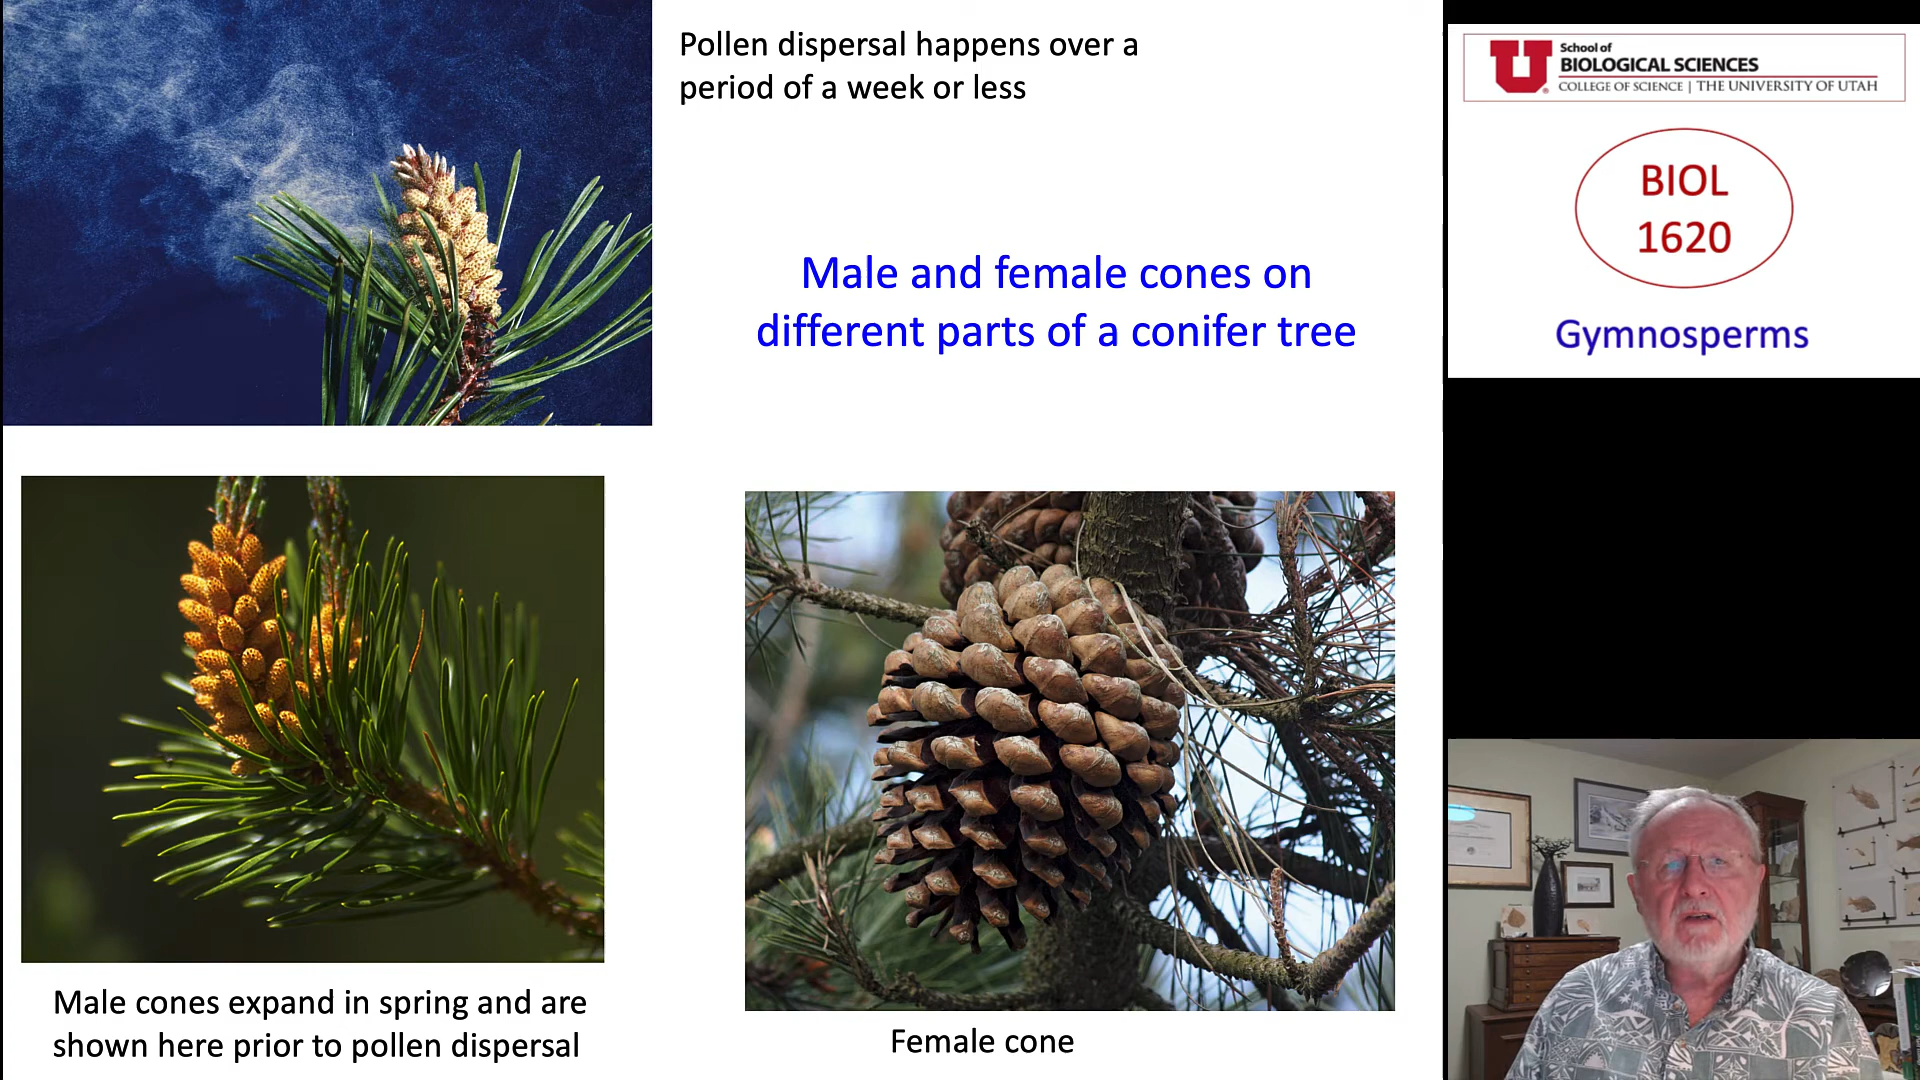 Pollen dispersal happens over a
period of a week or less
Male and female cones on
different parts of a conifer tree
Male cones expand in spring and are
shown here prior to pollen dispersal
Female cone
School of
BIOLOGICAL SCIENCES
COLLEGE OF SCIENCE | THE UNIVERSITY OF UTAH
BIOL
1620
Gymnosperms